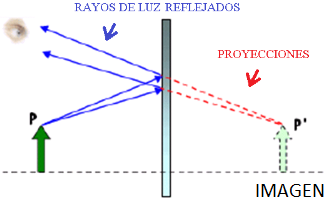 RAYOS DE LUZ REFLEJADOS
PROYECCIONES
P
P'
IMAGEN